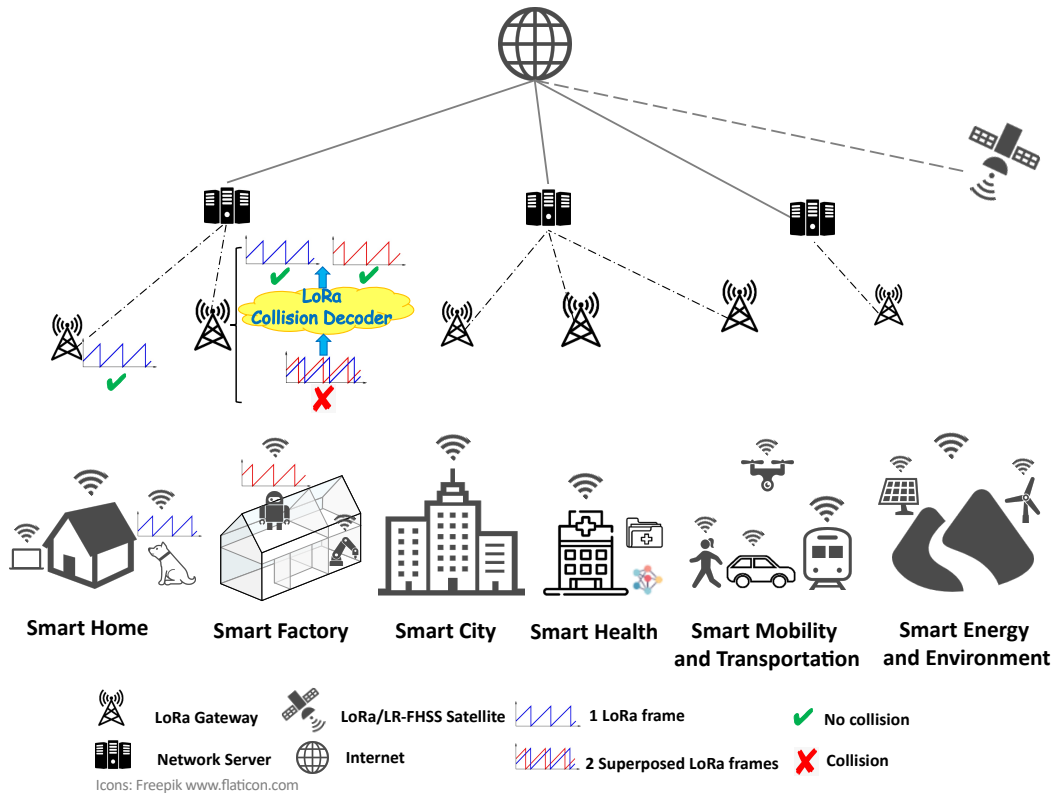 LoRa
Collision Decoder
Smart Home
Smart Factory
Smart City
Smart Health
Smart Mobility
and Transportation
Smart Energy
and Environment
LoRa Gateway
LoRa/LR-FHSS Satellite
1 LoRa frame
No collision
Network Server
Internet
2 Superposed LoRa frames
Collision
Icons: Freepik www.flaticon.com